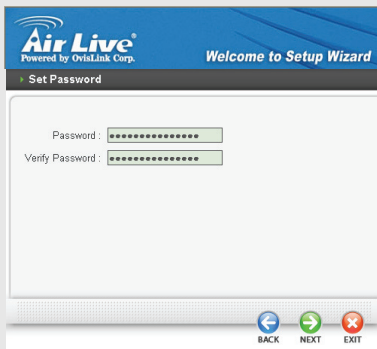 Air Live®
Powered by OvisLink Corp.
Welcome to Setup Wizard
Set Password
Password :
Verify Password :
BACK NEXT EXIT